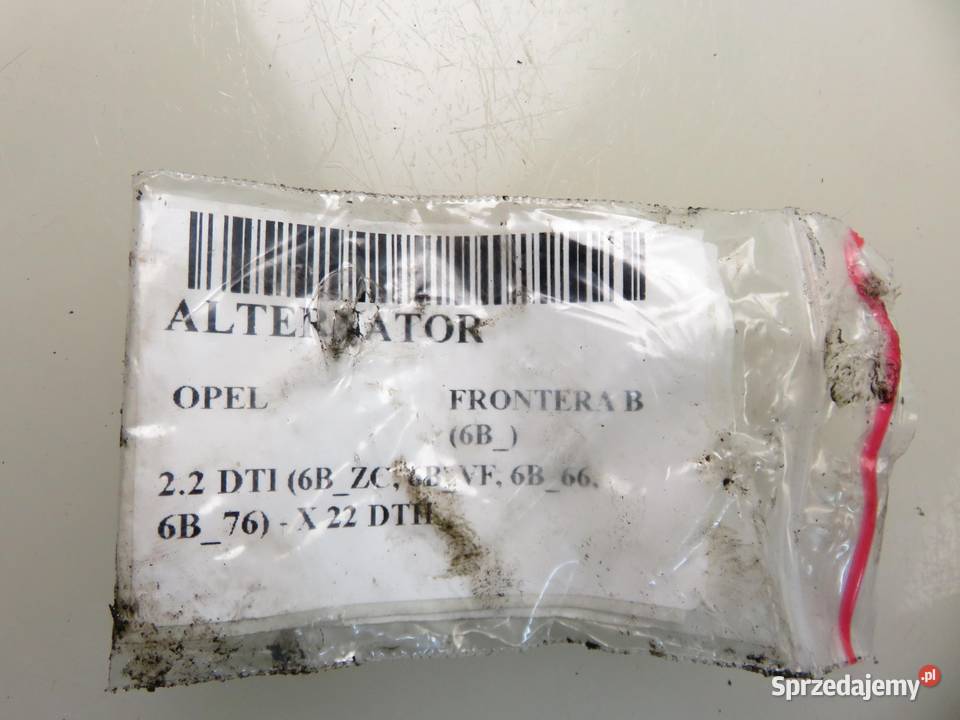 ALTERNATOR
OPEL FRONTERA B
(6B_)
2.2 DTI (6B_ZC, 6B_VF, 6B_66,
6B_76) - X 22 DTH
Sprzedajemy.pl